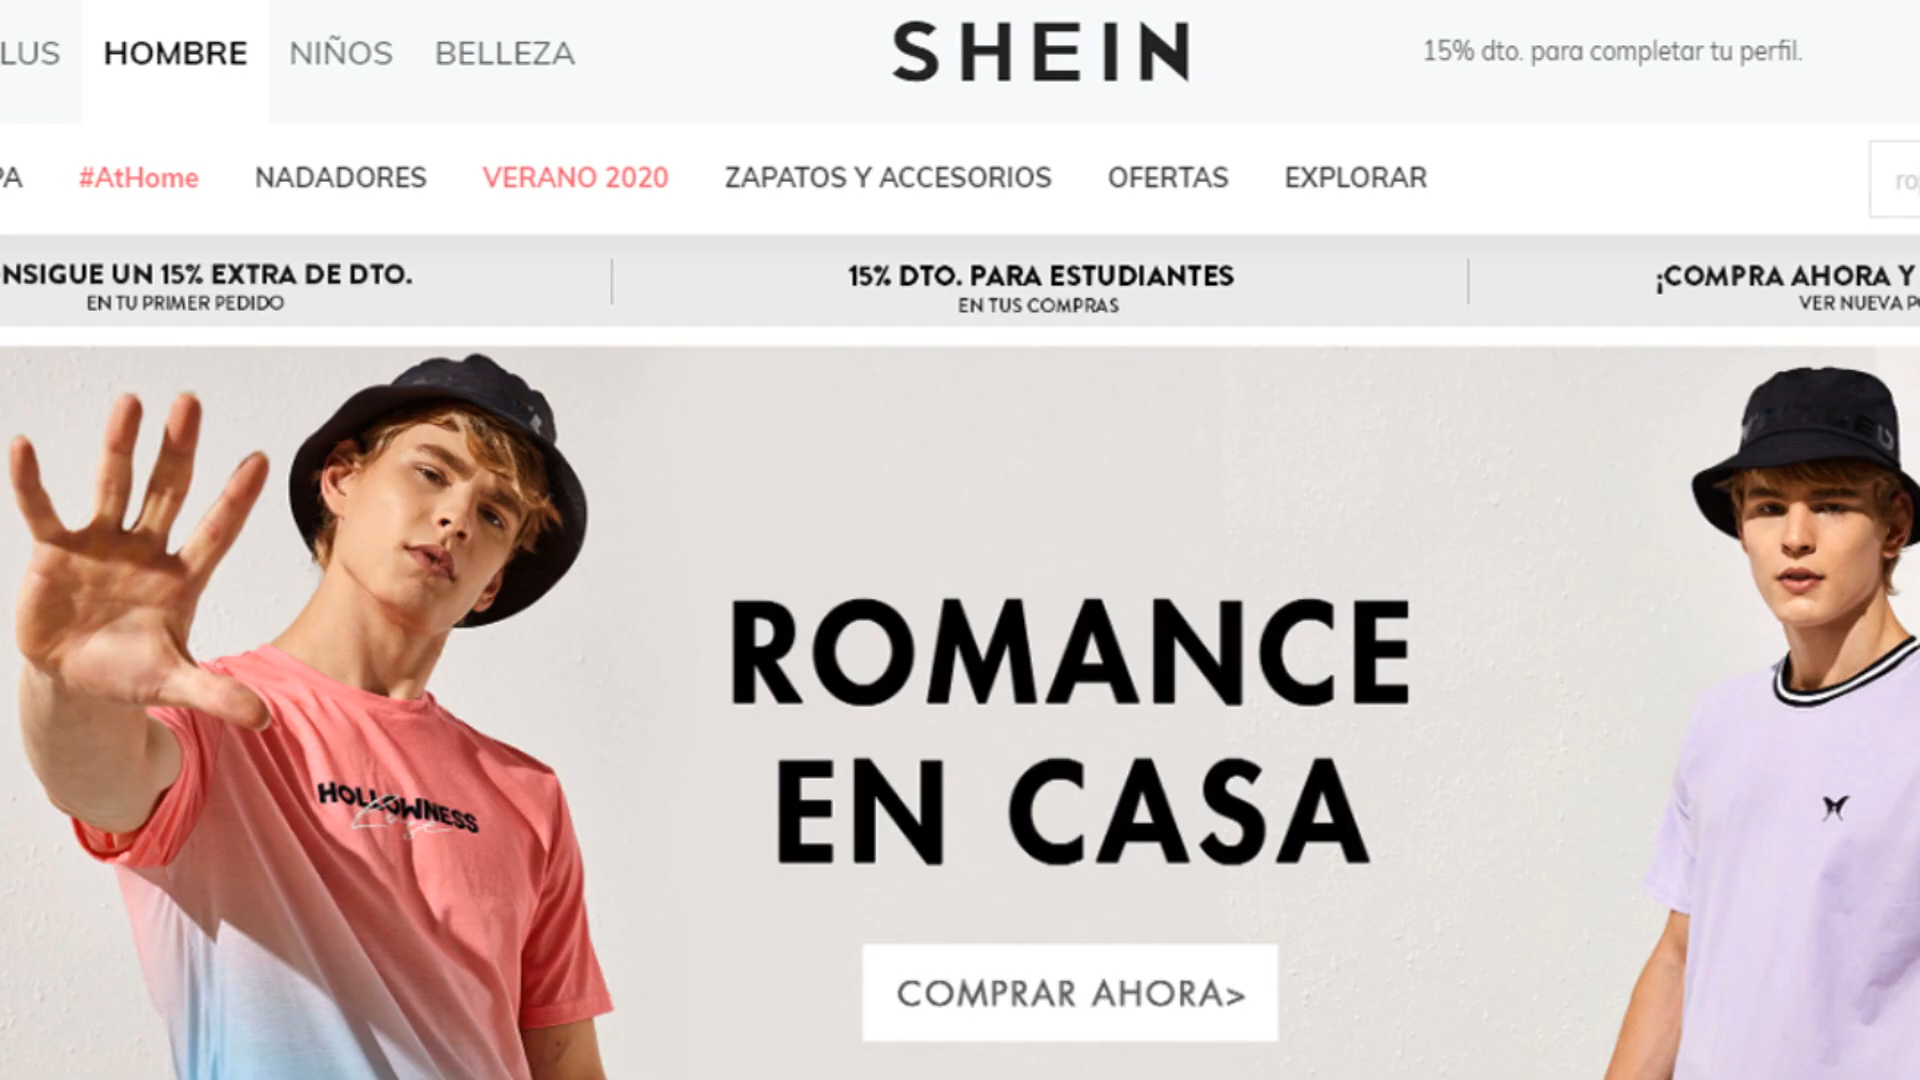 HOMBRE NIÑOS BELLEZA
SHEIN
15% dto. para completar tu perfil.
#AtHome NADADORES VERANO 2020 ZAPATOS Y ACCESORIOS OFERTAS EXPLORAR
UN 15% EXTRA DE DTO.
EN TU PRIMER PEDIDO
15% DTO. PARA ESTUDIANTES
EN TUS COMPRAS
¡COMPRA AHORA Y
VER NUEVA
ROMANCE
EN CASA
HOLLOWNESS
COMPRAR AHORA>